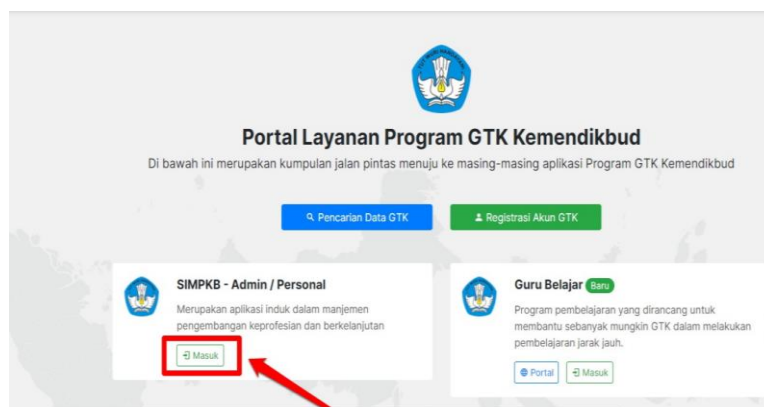 Portal Layanan Program GTK Kemendikbud
Di bawah ini merupakan kumpulan jalan pintas menuju ke masing-masing aplikasi Program GTK Kemendikbud
Pencarian Data GTK
Registrasi Akun GTK
SIMPKB - Admin / Personal
Merupakan aplikasi induk dalam manjemen
pengembangan keprofesian dan berkelanjutan
Masuk
Guru Belajar Baru
Program pembelajaran yang dirancang untuk
membantu sebanyak mungkin GTK dalam melakukan
pembelajaran jarak jauh.
Portal
Masuk